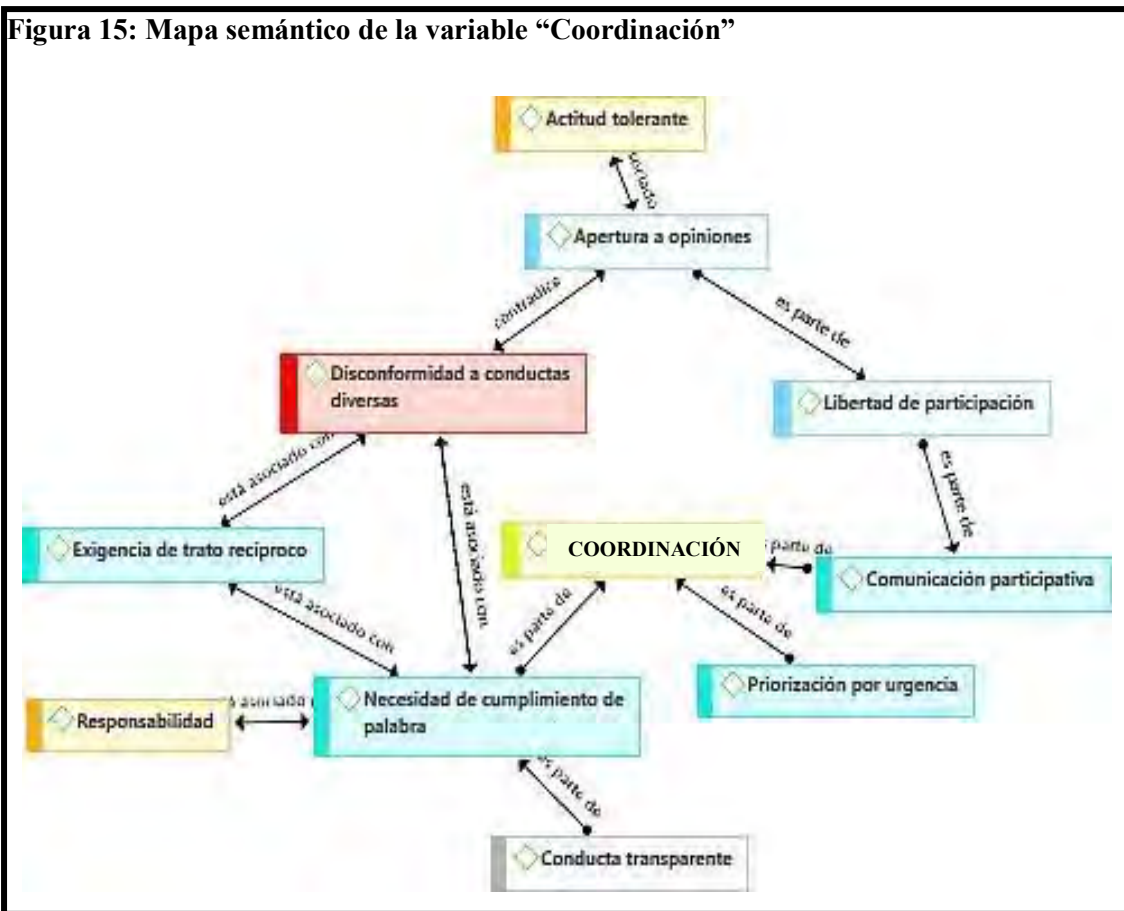 Figura 15: Mapa semántico de la variable “Coordinación”
Actitud tolerante
Apertura a opiniones
contradice
es parte de
Disconformidad a conductas
diversas
Libertad de participación
está asociado con
está asociado con
es parte de
Exigencia de trato reciproco
COORDINACIÓN
parte de
Comunicación participativa
está asociado con
es parte de
es parte de
Priorización por urgencia
Necesidad de cumplimiento de
palabra
Responsabilidad
es parte de
Conducta transparente